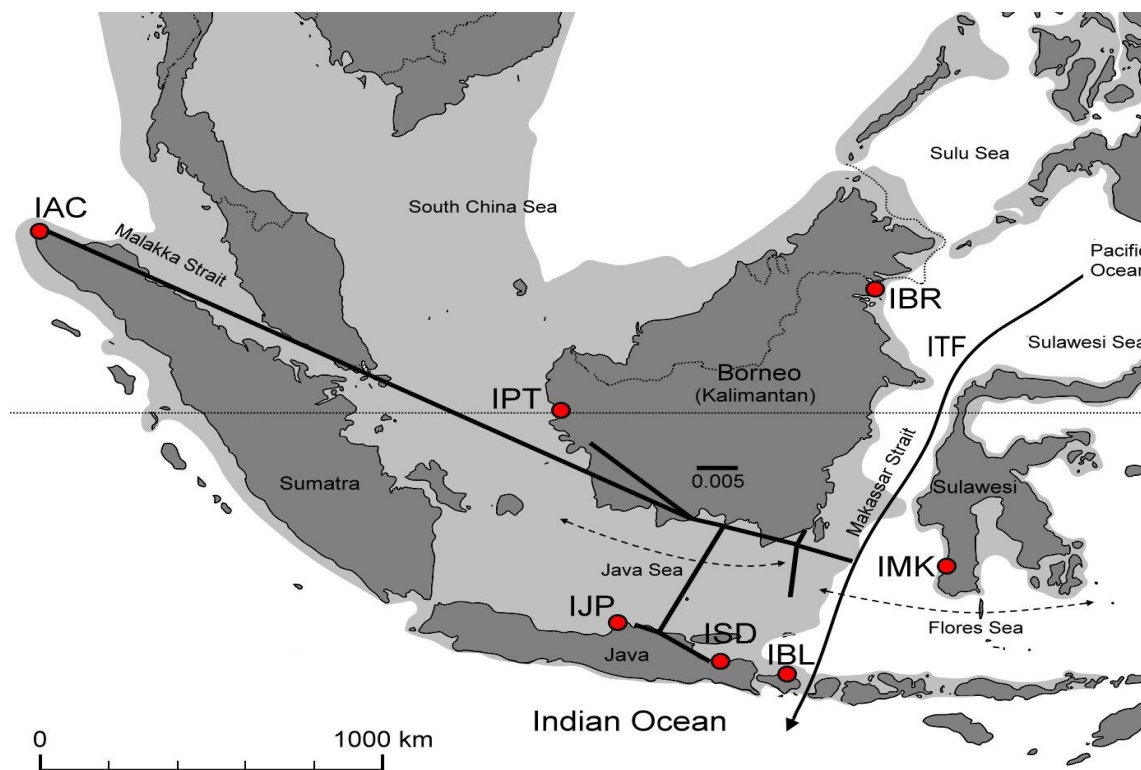 Sulu Sea
IAC
South China Sea
Malakka Strait
Pacific
Ocean
IBR
ITF
Sulawesi Sea
Borneo
(Kalimantan)
IPT
0.005
Sumatra
Sulawesi
Makassar Strait
Java Sea
IMK
IJP
Flores Sea
ISD
IBL
Java
Indian Ocean
0
1000 km